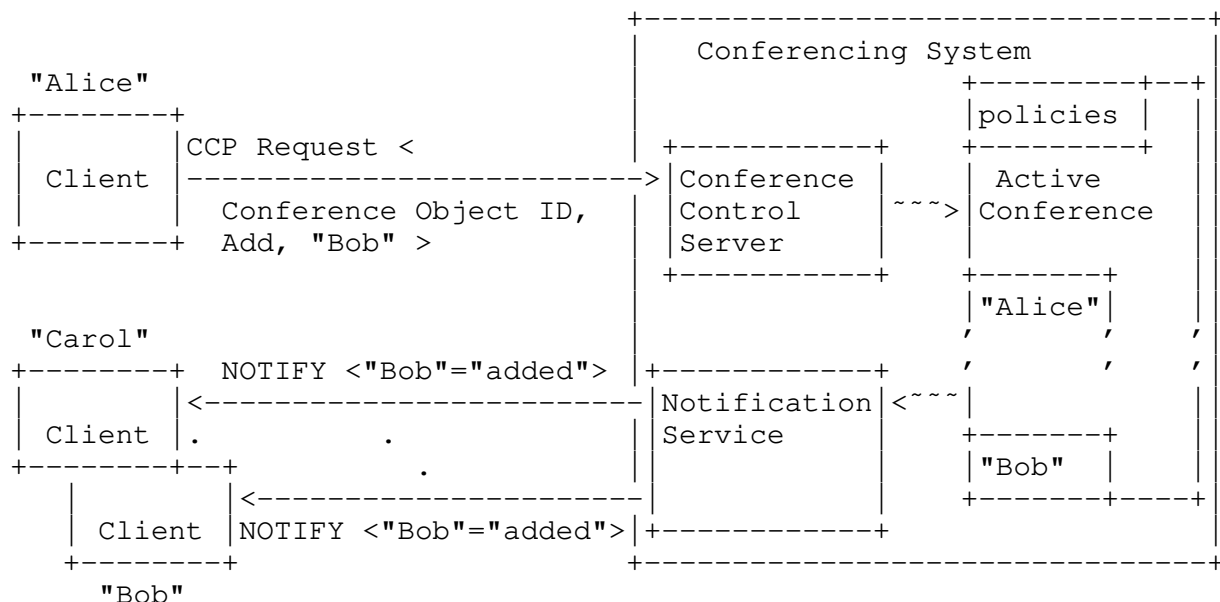 Conferencing System
"Alice"
policies
CCP Request <
Client
Conference
Active
Conference Object ID,
Control
Conference
Add, "Bob" >
Server
"Alice"
"Carol"
NOTIFY <"Bob"="added">
Notification
Client
Service
"Bob"
Client
NOTIFY <"Bob"="added">
"Bob"